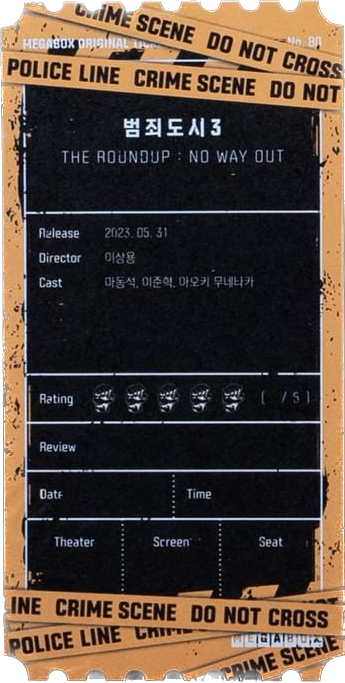 CRIME SCENE DO NOT CROSS
MEGABOX ORIGINAL No. 80
POLICE LINE CRIME SCENE DO NOT
범죄도시3
THE ROUNDUP : NO WAY OUT
Release 2023. 05. 31
Director 이상용
Cast 마동석, 이준혁, 아오키 무네타카
Rating ( / 5 )
Review
Date Time
Theater Screen Seat
INE CRIME SCENE DO NOT CROSS
MEGABOX
POLICE LINE CRIM
CRIME SCENE